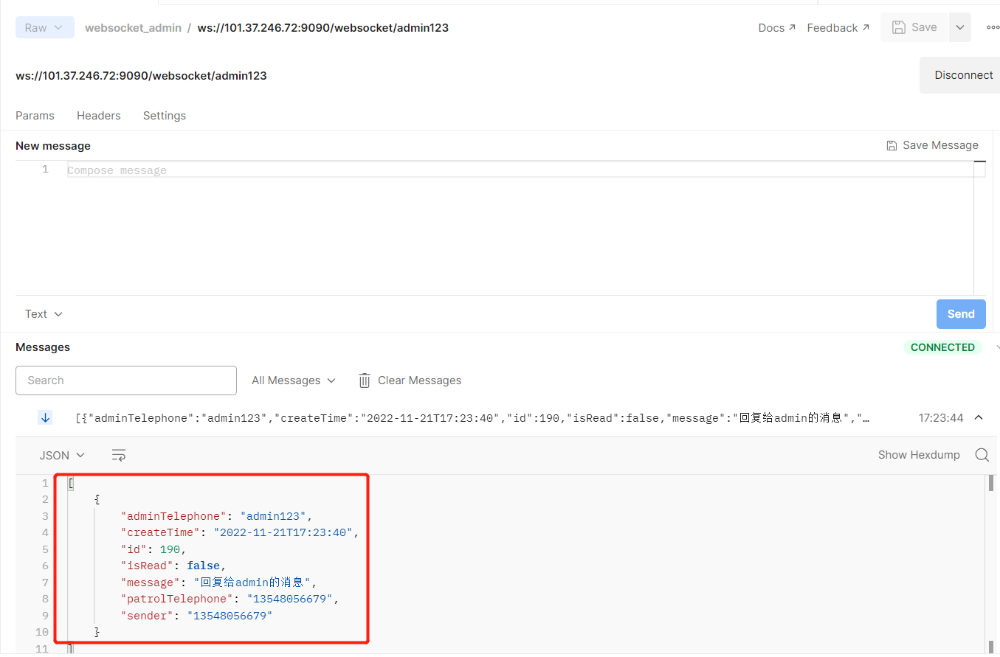 Raw websocket_admin / ws://101.37.246.72:9090/websocket/admin123 Docs Feedback Save
ws://101.37.246.72:9090/websocket/admin123 Disconnect
Params Headers Settings
New message Save Message
1 Compose message
Text Send
Messages CONNECTED
Search All Messages Clear Messages
[{"adminTelephone":"admin123","createTime":"2022-11-21T17:23:40","id":190,"isRead":false,"message":"回复给admin的消息","… 17:23:44
JSON Show Hexdump
1 [
2 {
3 "adminTelephone": "admin123",
4 "createTime": "2022-11-21T17:23:40",
5 "id": 190,
6 "isRead": false,
7 "message": "回复给admin的消息",
8 "patrolTelephone": "13548056679",
9 "sender": "13548056679"
10 }
11 ]